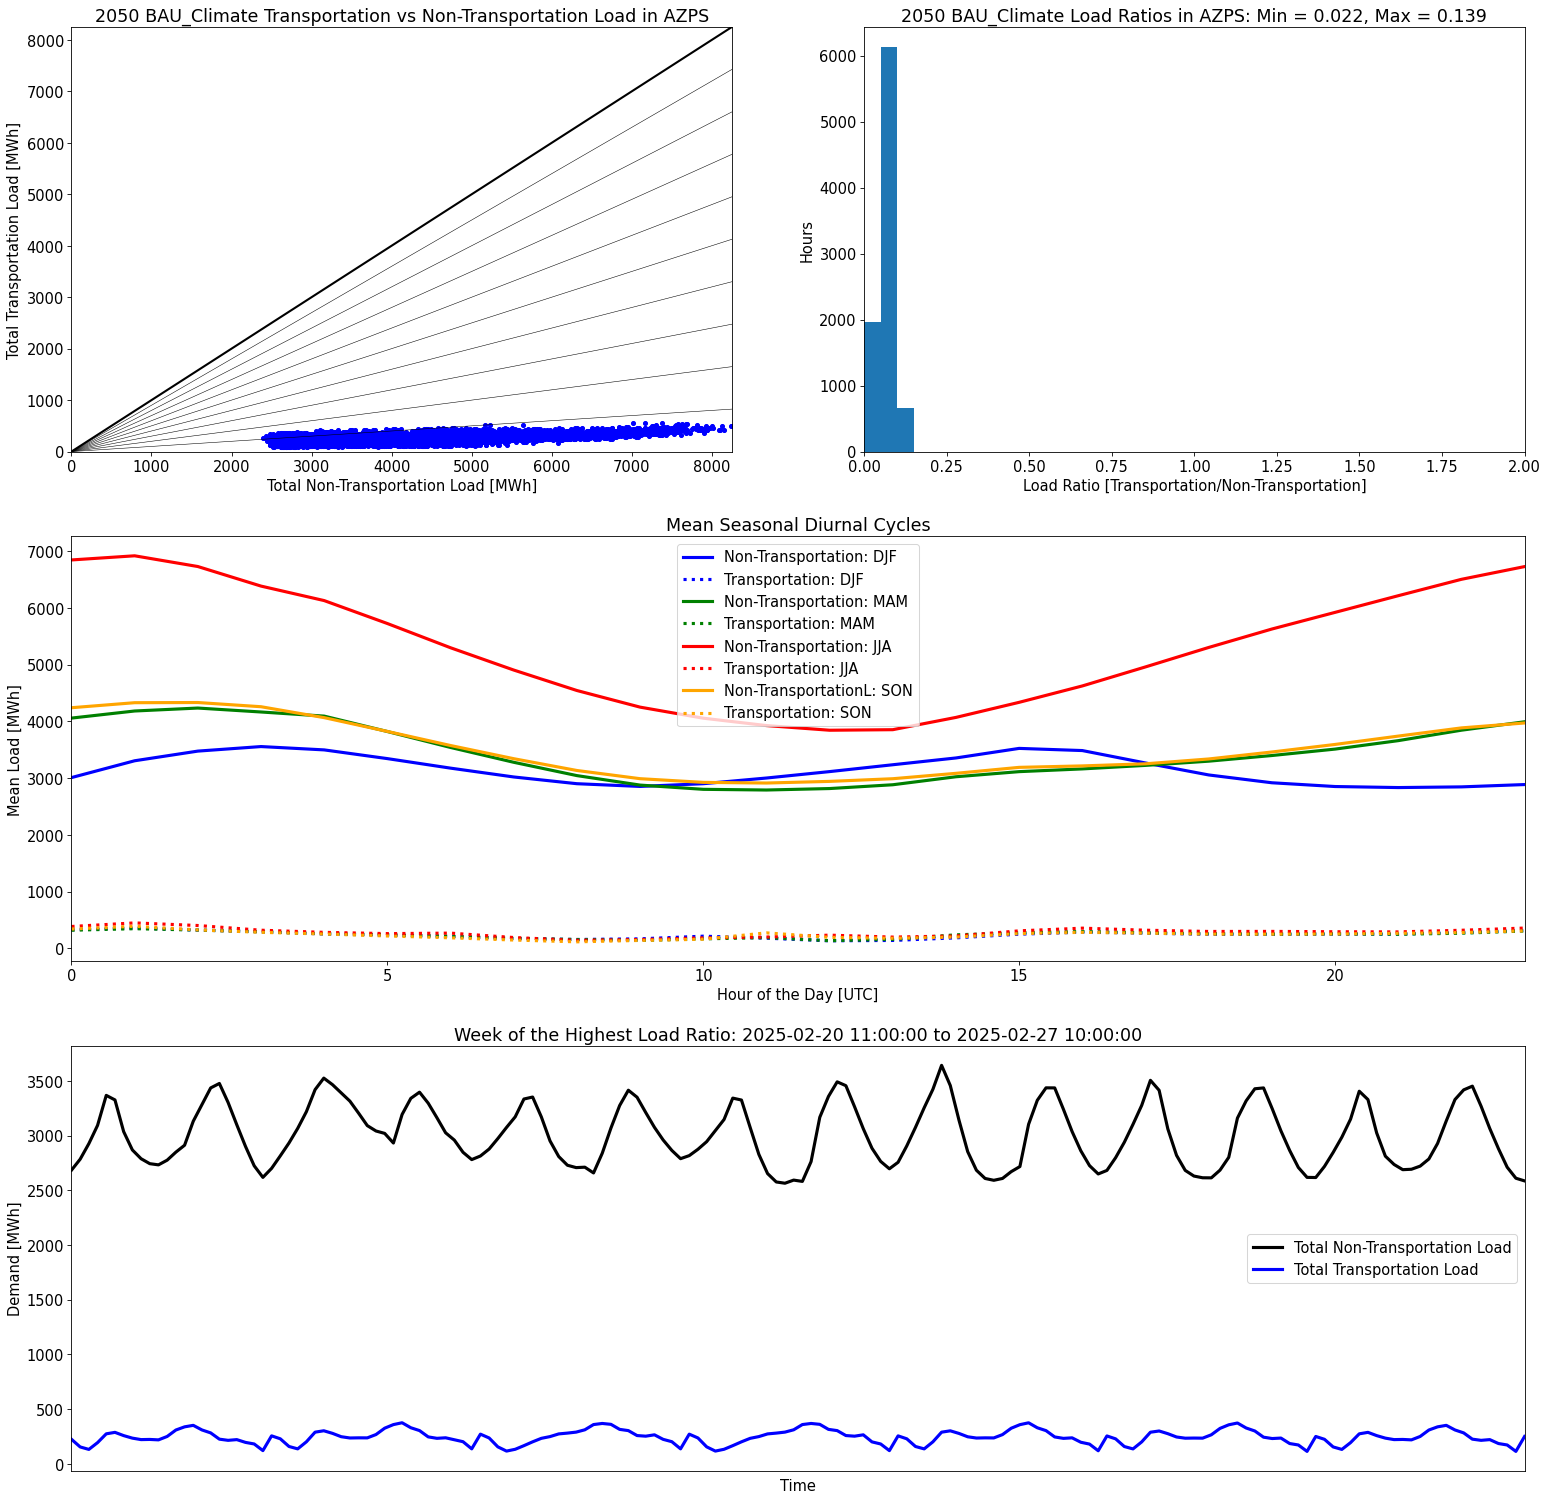 2050 BAU_Climate Transportation vs Non-Transportation Load in AZPS
8000
7000
6000
5000
4000
3000
2000
1000
0
Total Transportation Load [MWh]
0 1000 2000 3000 4000 5000 6000 7000 8000
Total Non-Transportation Load [MWh]
2050 BAU_Climate Load Ratios in AZPS: Min = 0.022, Max = 0.139
6000
5000
4000
3000
2000
1000
0
Hours
0.00 0.25 0.50 0.75 1.00 1.25 1.50 1.75 2.00
Load Ratio [Transportation/Non-Transportation]
Mean Seasonal Diurnal Cycles
7000
6000
5000
4000
3000
2000
1000
0
Mean Load [MWh]
Non-Transportation: DJF
Transportation: DJF
Non-Transportation: MAM
Transportation: MAM
Non-Transportation: JJA
Transportation: JJA
Non-TransportationL: SON
Transportation: SON
0 5 10 15 20
Hour of the Day [UTC]
Week of the Highest Load Ratio: 2025-02-20 11:00:00 to 2025-02-27 10:00:00
3500
3000
2500
2000
1500
1000
500
0
Demand [MWh]
Total Non-Transportation Load
Total Transportation Load
Time